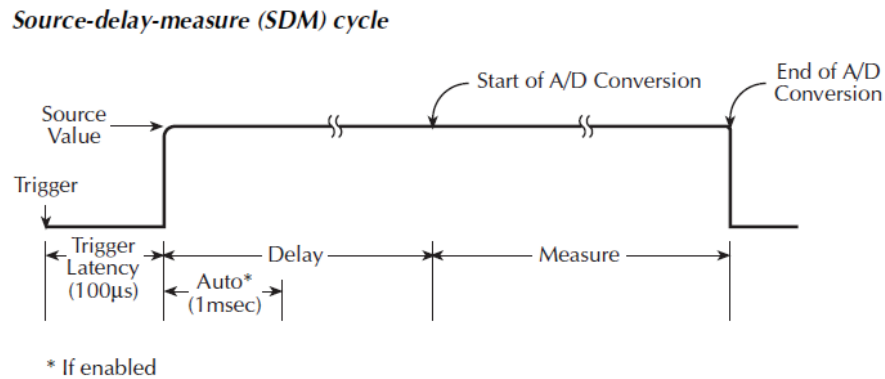 Source-delay-measure (SDM) cycle
Start of A/D Conversion
End of A/D
Conversion
Source
Value
Trigger
Trigger
Latency
(100µs)
Delay
Measure
Auto*
(1msec)
* If enabled